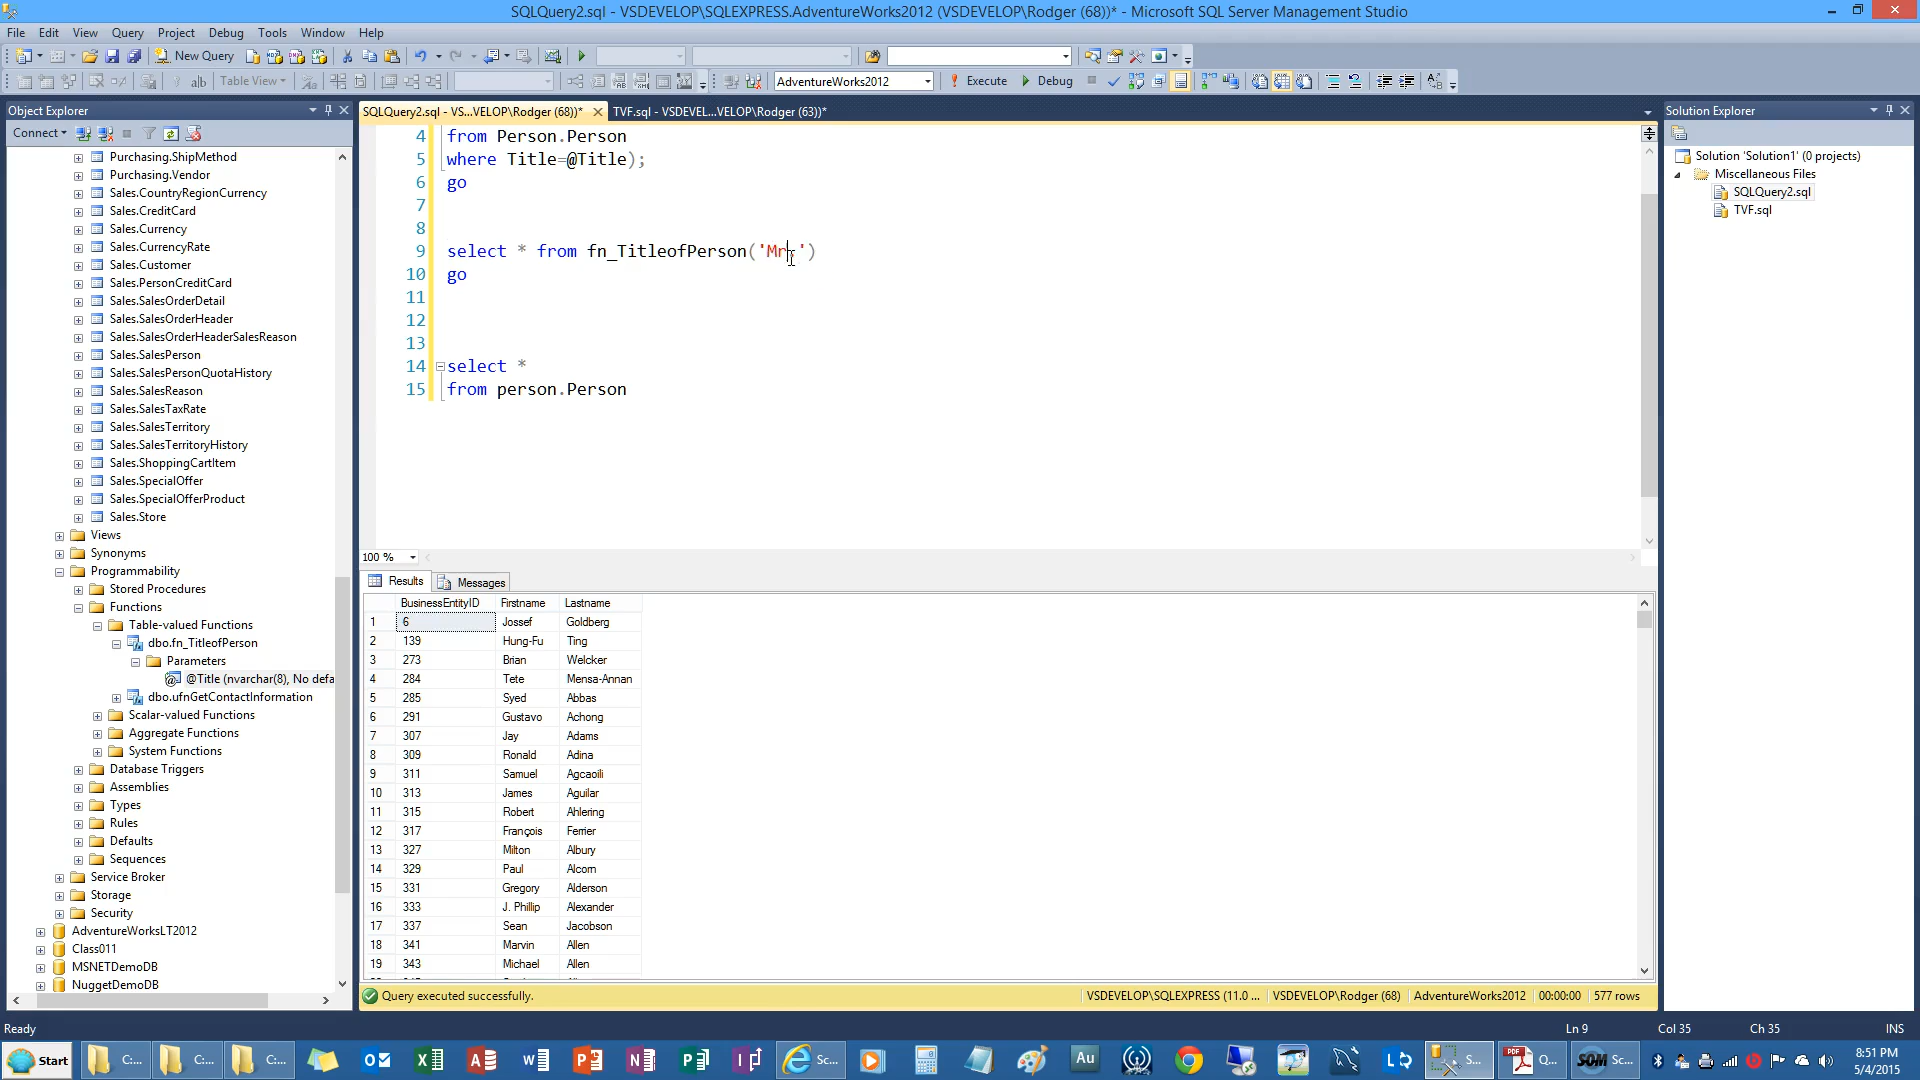 SQLQuery2.sql - VSDEVELOP\SQLEXPRESS.AdventureWorks2012 (VSDEVELOP\Rodger (68))* - Microsoft SQL Server Management Studio
File Edit View Query Project Debug Tools Window Help
New Query
Table View AdventureWorks2012 Execute Debug
Object Explorer
Connect
Purchasing.ShipMethod
Purchasing.Vendor
Sales.CountryRegionCurrency
Sales.CreditCard
Sales.Currency
Sales.CurrencyRate
Sales.Customer
Sales.PersonCreditCard
Sales.SalesOrderDetail
Sales.SalesOrderHeader
Sales.SalesOrderHeaderSalesReason
Sales.SalesPerson
Sales.SalesPersonQuotaHistory
Sales.SalesReason
Sales.SalesTaxRate
Sales.SalesTerritory
Sales.SalesTerritoryHistory
Sales.ShoppingCartItem
Sales.SpecialOffer
Sales.SpecialOfferProduct
Sales.Store
Views
Synonyms
Programmability
Stored Procedures
Functions
Table-valued Functions
dbo.fn_TitleofPerson
Parameters
@Title (nvarchar(8), No defa
dbo.ufnGetContactInformation
Scalar-valued Functions
Aggregate Functions
System Functions
Database Triggers
Assemblies
Types
Rules
Defaults
Sequences
Service Broker
Storage
Security
AdventureWorksLT2012
Class011
MSNETDemoDB
NuggetDemoDB
SQLQuery2.sql - VS...VELOP\Rodger (68))* TVF.sql - VSDEVEL...VELOP\Rodger (63))*
4 from Person.Person
5 where Title=@Title);
6 go
7
8
9 select * from fn_TitleofPerson('Mr.')
10 go
11
12
13
14 select *
15 from person.Person
100 %
Results Messages
BusinessEntityID Firstname Lastname
1 6 Jossef Goldberg
2 139 Hung-Fu Ting
3 273 Brian Welcker
4 284 Tete Mensa-Annan
5 285 Syed Abbas
6 291 Gustavo Achong
7 307 Jay Adams
8 309 Ronald Adina
9 311 Samuel Agcaoili
10 313 James Aguilar
11 315 Robert Ahlering
12 317 François Ferrier
13 327 Milton Albury
14 329 Paul Alcorn
15 331 Gregory Alderson
16 333 J. Phillip Alexander
17 337 Sean Jacobson
18 341 Marvin Allen
19 343 Michael Allen
Query executed successfully. VSDEVELOP\SQLEXPRESS (11.0 ... VSDEVELOP\Rodger (68) AdventureWorks2012 00:00:00 577 rows
Solution Explorer
Solution 'Solution1' (0 projects)
Miscellaneous Files
SQLQuery2.sql
TVF.sql
Ready Ln 9 Col 35 Ch 35 INS
Start C:... C:... C:... Sc... Au S... Q... SOM Sc...
8:51 PM
5/4/2015